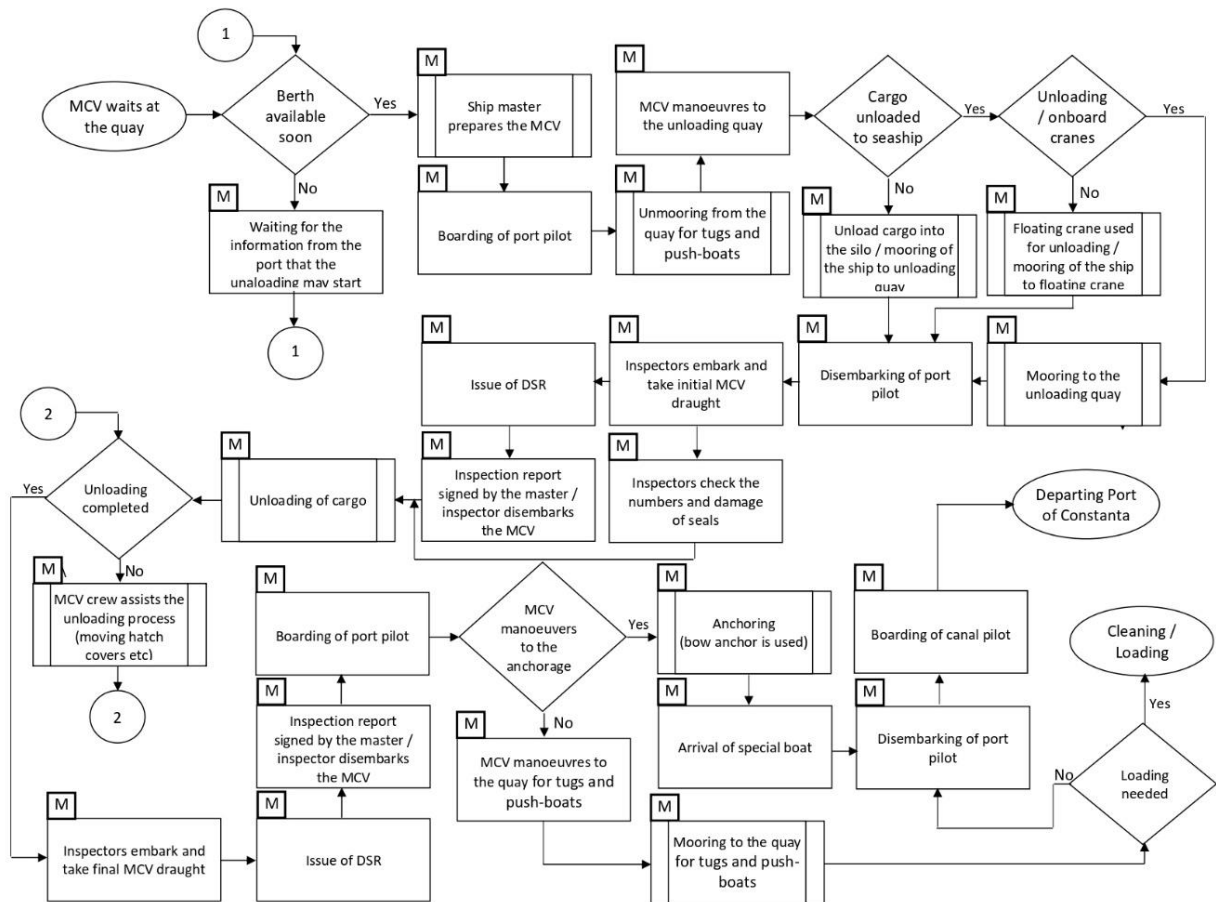 1
MCV waits at
the quay
Berth
available
soon
Yes
No
M
Ship master
prepares the MCV
M
MCV manoeuvres to
the unloading quay
Cargo
unloaded
to seaship
Yes
No
Unloading
/ onboard
cranes
Yes
No
M
Waiting for the
information from the
port that the
unaloading may start
1
M
Boarding of port pilot
M
Unmooring from the
quay for tugs and
push-boats
M
Unload cargo into
the silo / mooring of
the ship to unloading
quay
M
Floating crane used
for unloading /
mooring of the ship
to floating crane
M
Issue of DSR
M
Inspectors embark and
take initial MCV
draught
M
Disembarking of port
pilot
M
Mooring to the
unloading quay
2
Yes
Unloading
completed
No
M
Unloading of cargo
M
Inspection report
signed by the master /
inspector disembarks
the MCV
M
Inspectors check the
numbers and damage
of seals
Departing Port
of Constanta
M \
MCV crew assists the
unloading process
(moving hatch
covers etc)
2
M
Boarding of port pilot
MCV
manoeuvers
to the
anchorage
Yes
No
M
Anchoring
(bow anchor is used)
M
Boarding of canal pilot
Cleaning /
Loading
Yes
M
Inspection report
signed by the master /
inspector disembarks
the MCV
M
MCV manoeuvres to
the quay for tugs and
push-boats
M
Arrival of special boat
M
Disembarking of port
pilot
No
Loading
needed
M
Inspectors embark and
take final MCV draught
M
Issue of DSR
M
Mooring to the quay
for tugs and push-
boats